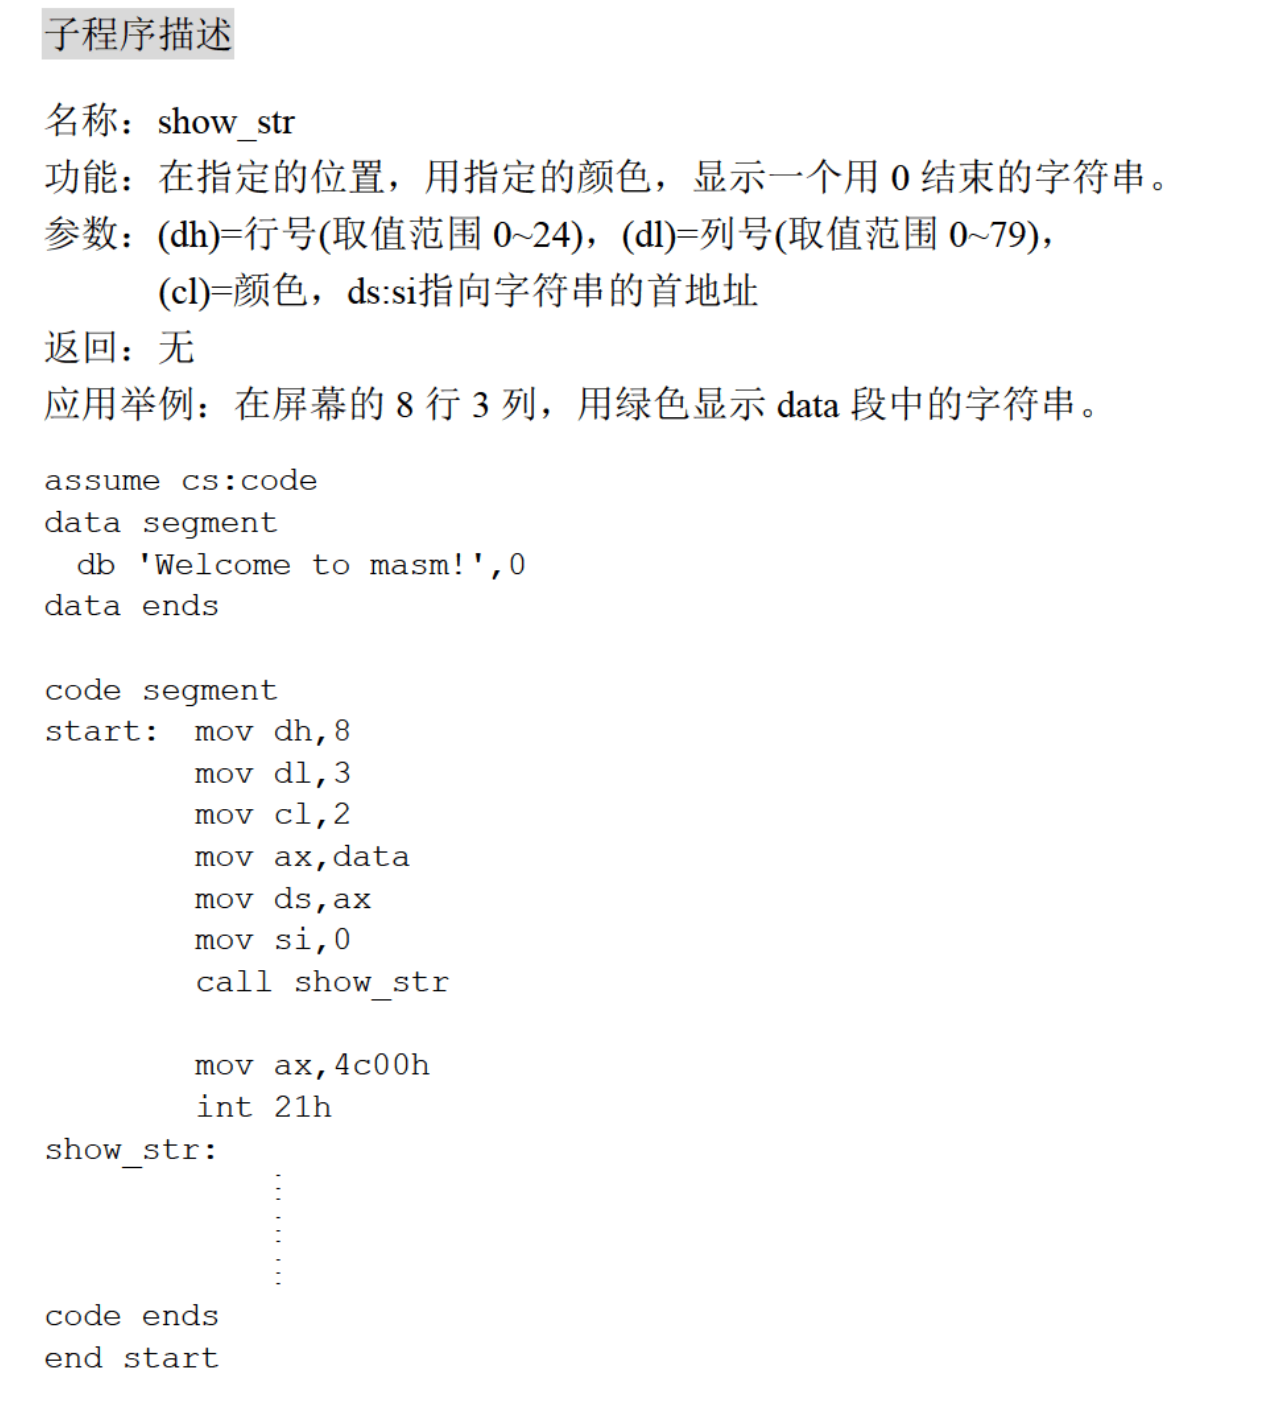 子程序描述
名称：show_str
功能：在指定的位置，用指定的颜色，显示一个用 0 结束的字符串。
参数：(dh)=行号(取值范围 0~24)，(dl)=列号(取值范围 0~79)，
(cl)=颜色，ds:si指向字符串的首地址
返回：无
应用举例：在屏幕的 8 行 3 列，用绿色显示 data 段中的字符串。
assume cs:code
data segment
  db 'Welcome to masm!',0
data ends
code segment
start:  mov dh,8
        mov dl,3
        mov cl,2
        mov ax,data
        mov ds,ax
        mov si,0
        call show_str
        mov ax,4c00h
        int 21h
show_str:
code ends
end start